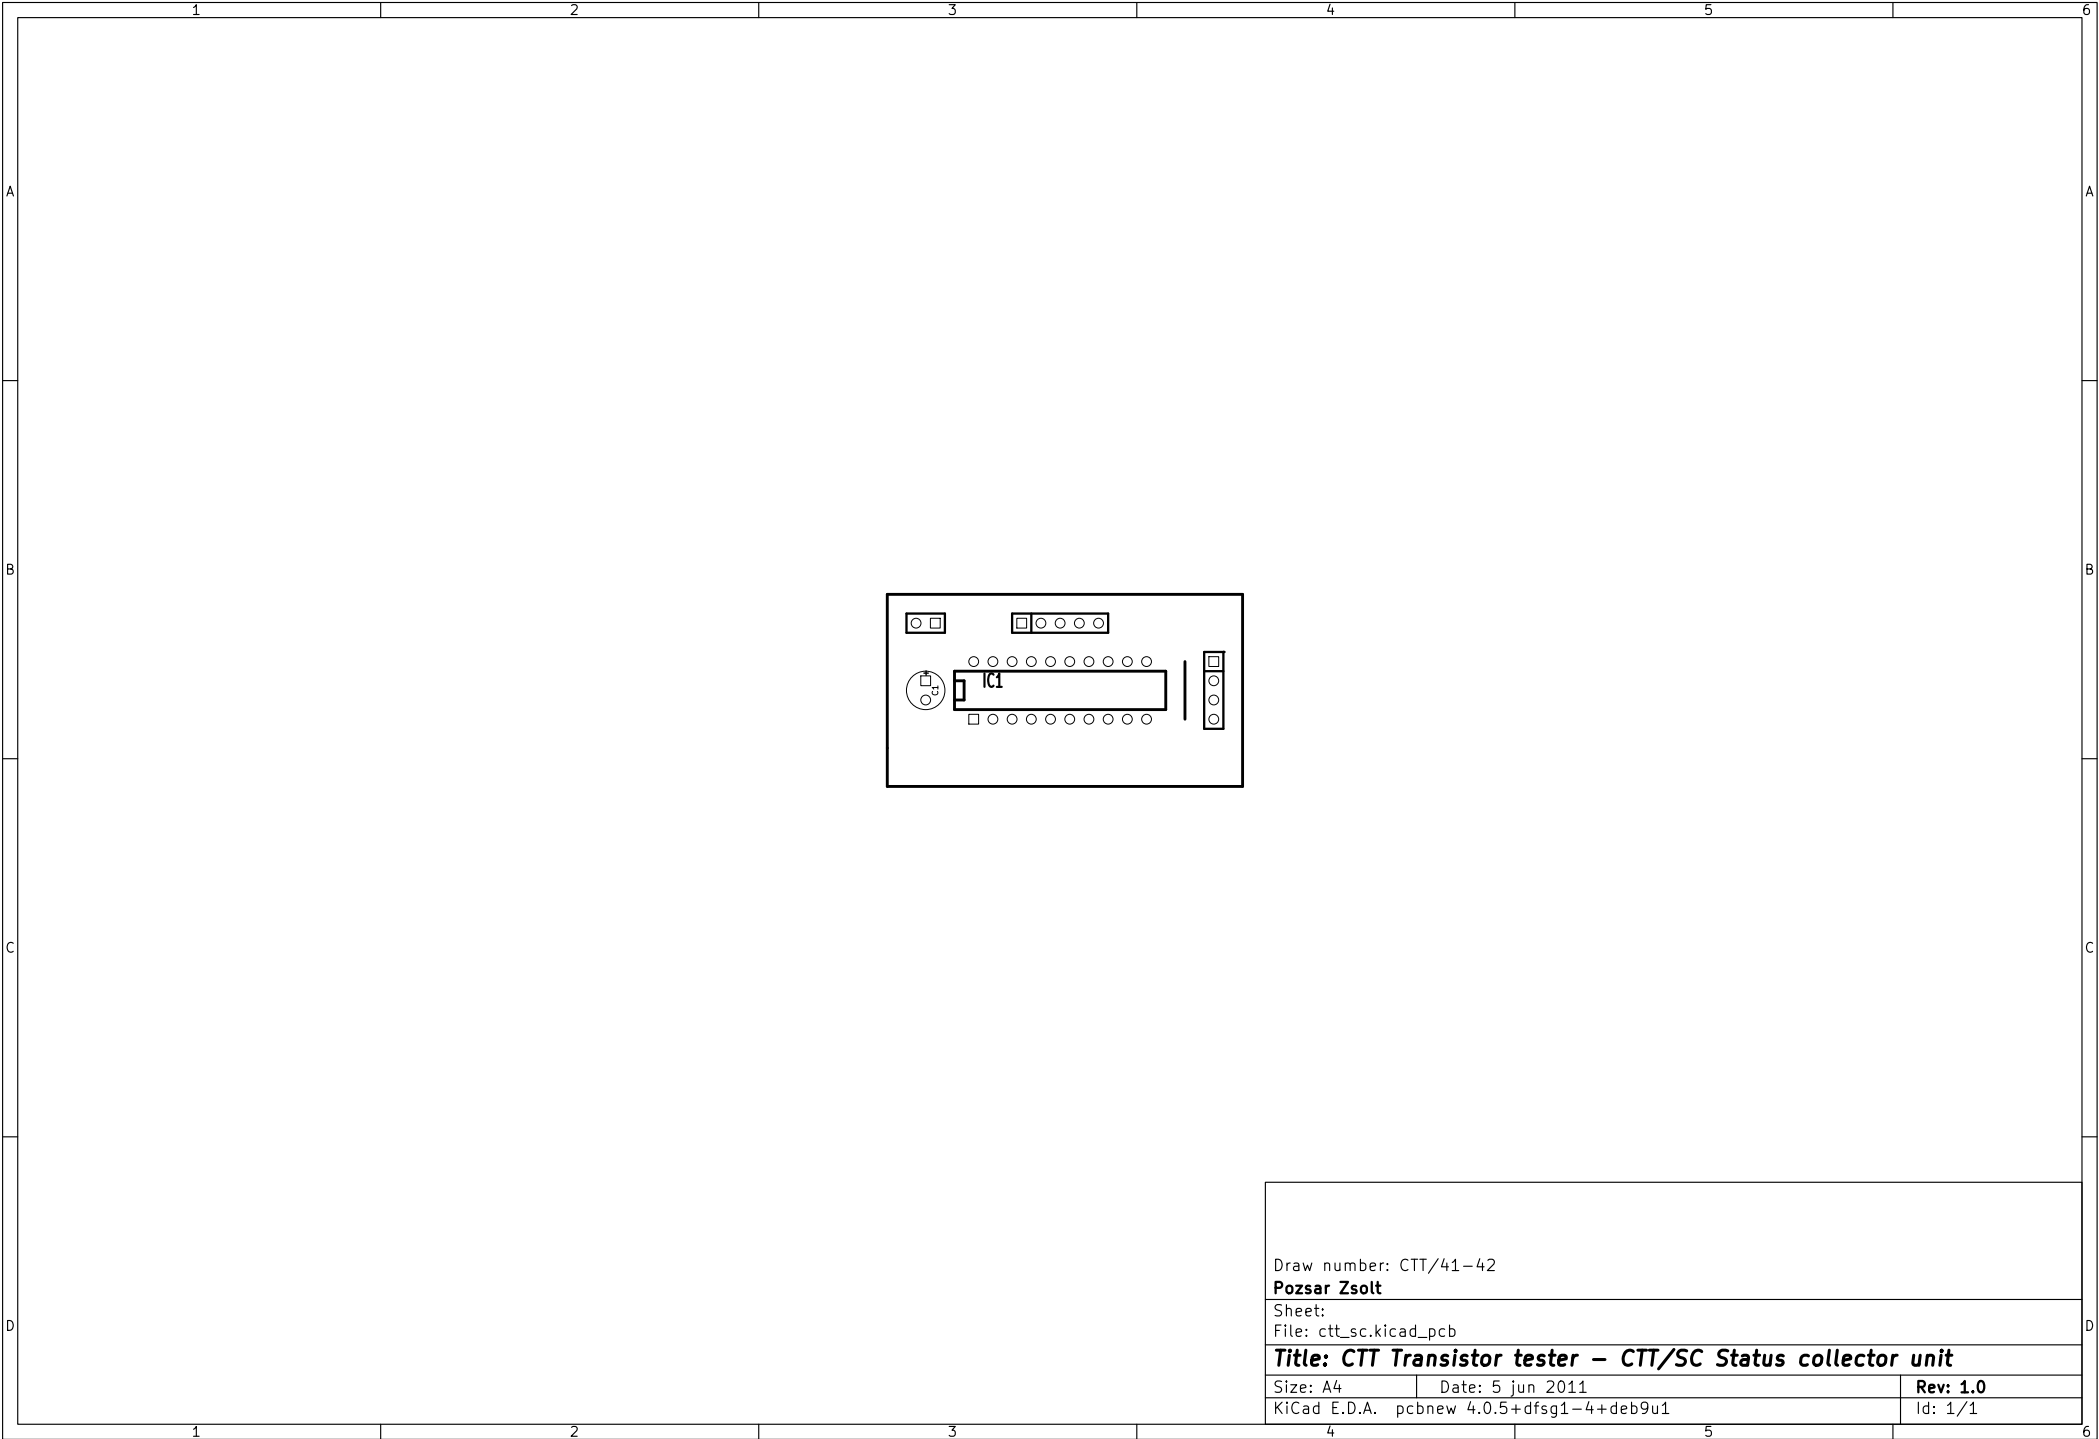 1 2 3 4 5 6
A A
B B
+
C1
IC1
C C
Draw number: CTT/41-42
Pozsar Zsolt
Sheet:
D D
File: ctt_sc.kicad_pcb
Title: CTT Transistor tester – CTT/SC Status collector unit
Size: A4 Date: 5 jun 2011 Rev: 1.0
KiCad E.D.A. pcbnew 4.0.5+dfsg1-4+deb9u1 Id: 1/1
1 2 3 4 5 6